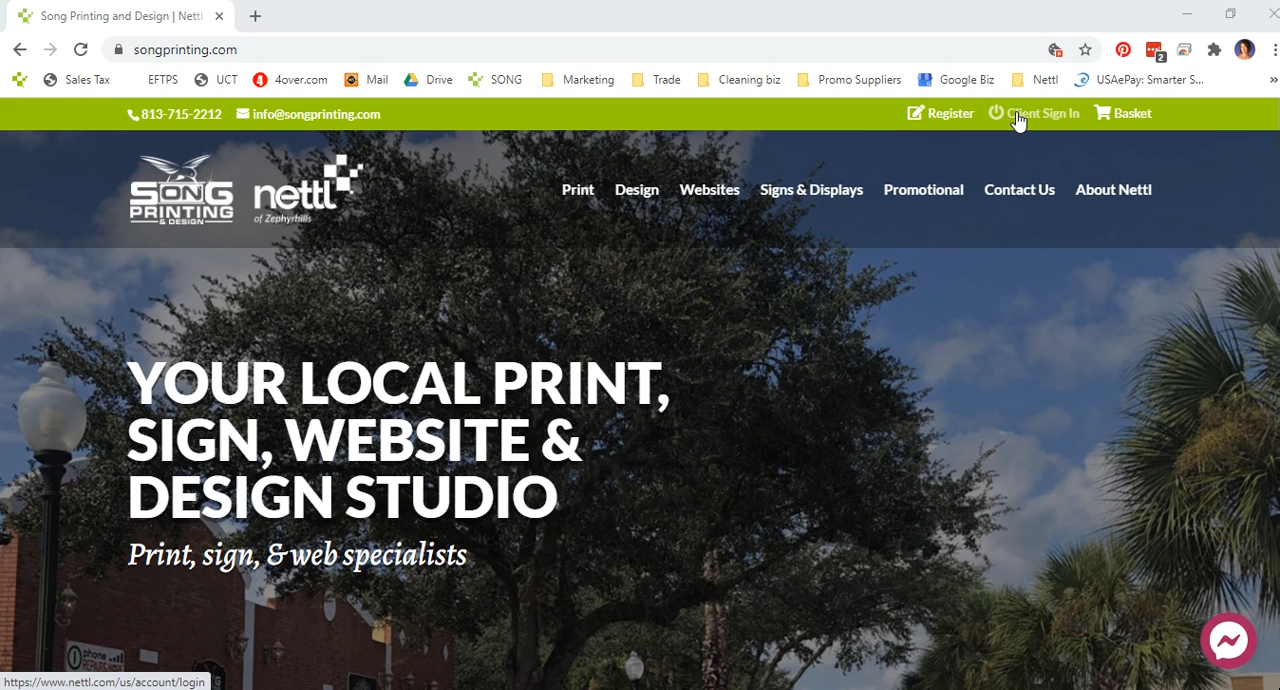 Song Printing and Design | Nettl
songprinting.com
2
Sales Tax EFTPS UCT 4over.com Mail Drive SONG Marketing Trade Cleaning biz Promo Suppliers Google Biz Nettl USAePay: Smarter S... »
813-715-2212 info@songprinting.com Register Client Sign In Basket
SONG
PRINTING
& DESIGN
nettl
of Zephyrhills
Print Design Websites Signs & Displays Promotional Contact Us About Nettl
YOUR LOCAL PRINT,
SIGN, WEBSITE &
DESIGN STUDIO
Print, sign, & web specialists
phone
https://www.nettl.com/us/account/login